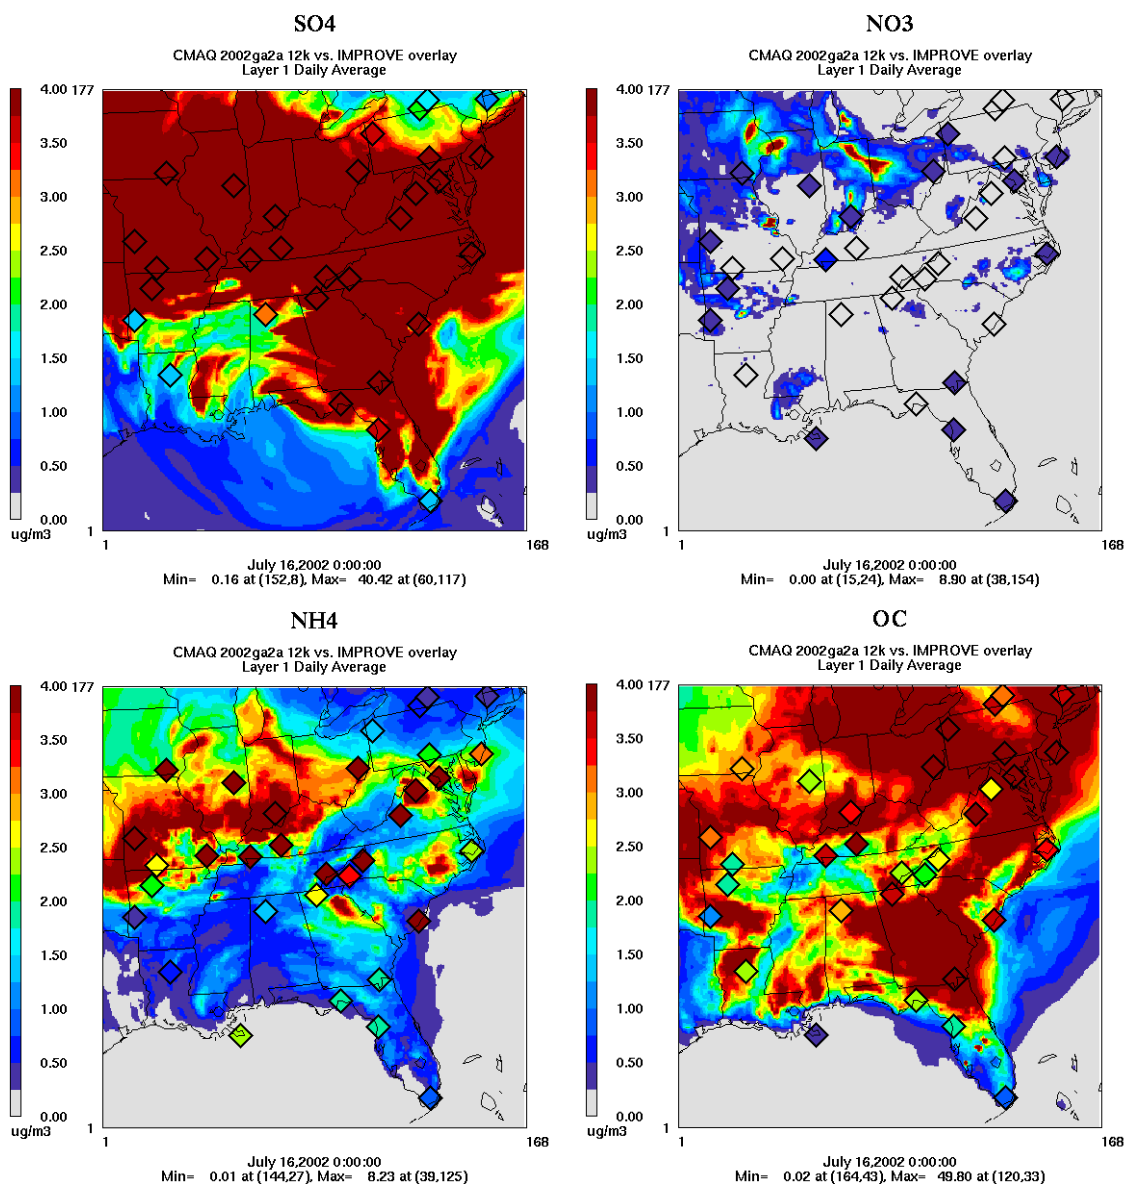 SO4
CMAQ 2002ga2a 12k vs. IMPROVE overlay
Layer 1 Daily Average
4.00 177
3.50
3.00
2.50
2.00
1.50
1.00
0.50
0.00 1
ug/m3
1 168
July 16,2002 0:00:00
Min= 0.16 at (152,8), Max= 40.42 at (60,117)
NO3
CMAQ 2002ga2a 12k vs. IMPROVE overlay
Layer 1 Daily Average
4.00 177
3.50
3.00
2.50
2.00
1.50
1.00
0.50
0.00 1
ug/m3
1 168
July 16,2002 0:00:00
Min= 0.00 at (15,24), Max= 8.90 at (38,154)
NH4
CMAQ 2002ga2a 12k vs. IMPROVE overlay
Layer 1 Daily Average
4.00 177
3.50
3.00
2.50
2.00
1.50
1.00
0.50
0.00 1
ug/m3
1 168
July 16,2002 0:00:00
Min= 0.01 at (144,27), Max= 8.23 at (39,125)
OC
CMAQ 2002ga2a 12k vs. IMPROVE overlay
Layer 1 Daily Average
4.00 177
3.50
3.00
2.50
2.00
1.50
1.00
0.50
0.00 1
ug/m3
1 168
July 16,2002 0:00:00
Min= 0.02 at (164,43), Max= 49.80 at (120,33)